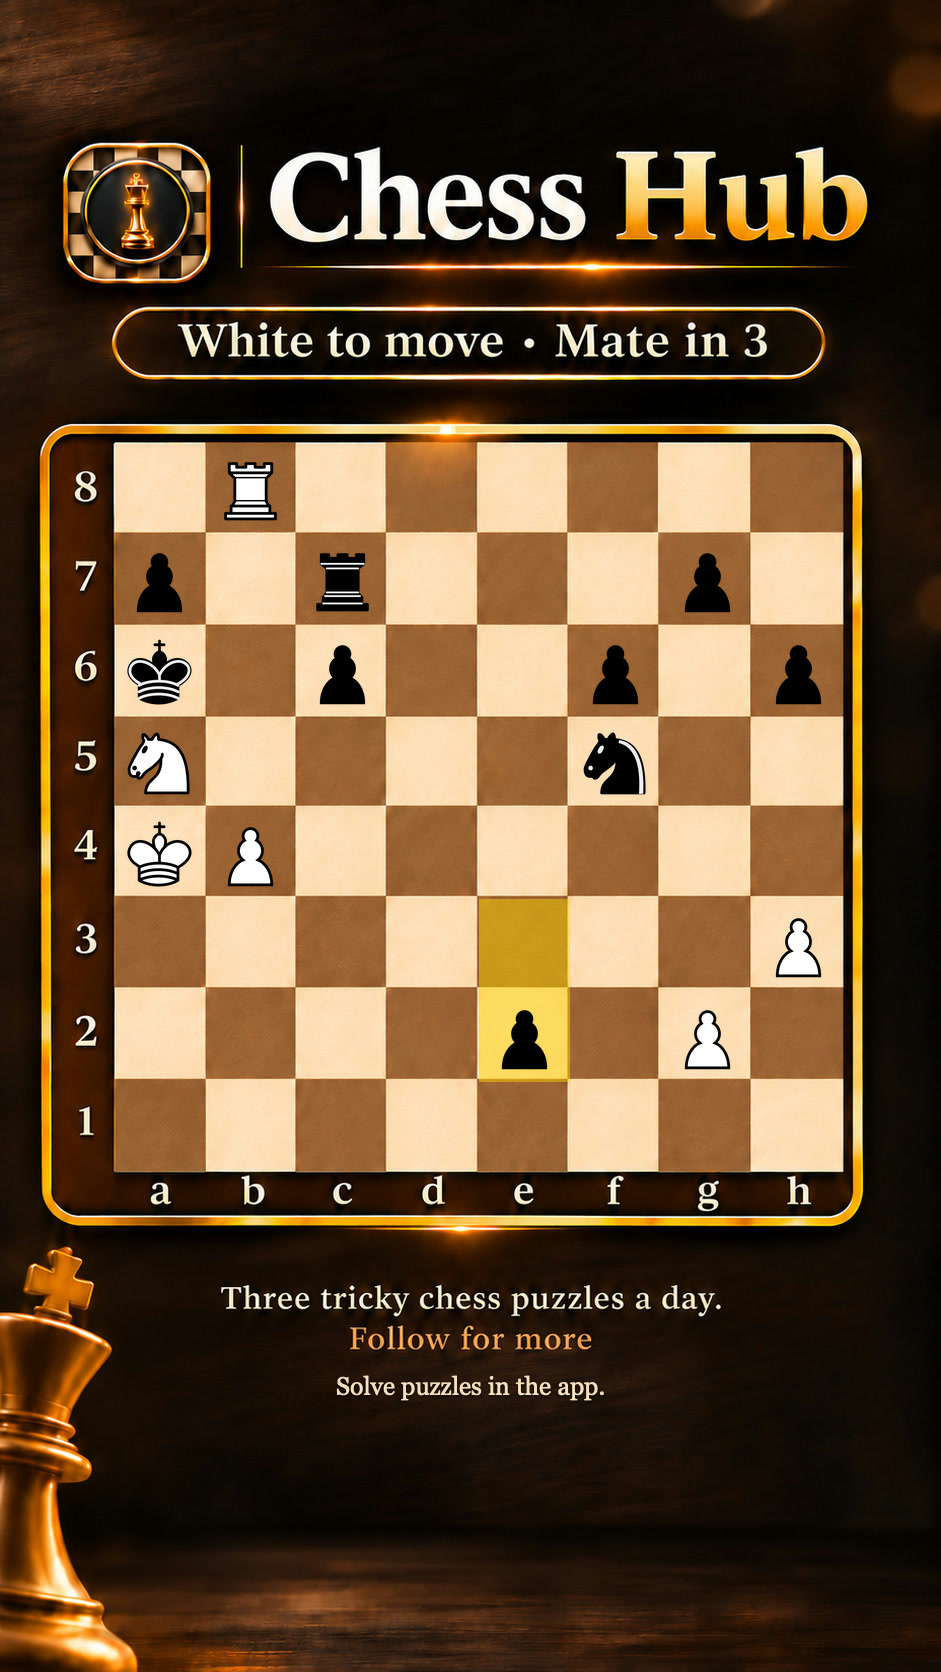 Chess Hub
White to move • Mate in 3
8
7
6
5
4
3
2
1
a b c d e f g h
Three tricky chess puzzles a day.
Follow for more
Solve puzzles in the app.